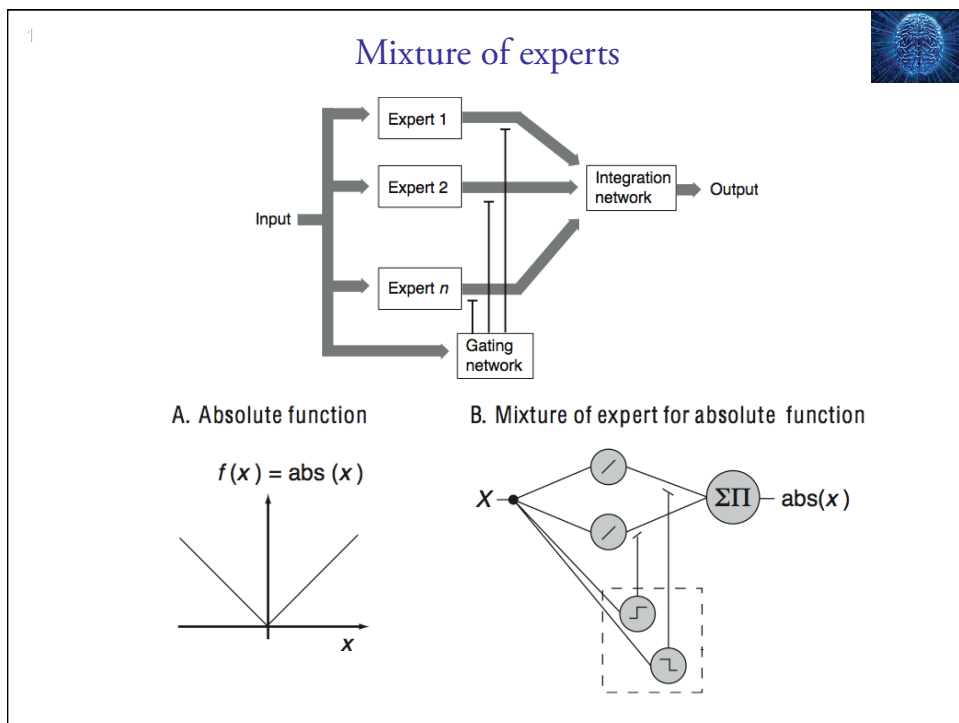 1
Mixture of experts
Expert 1
Expert 2
Integration
network
Output
Input
Expert n
Gating
network
A. Absolute function
B. Mixture of expert for absolute function
f(x) = abs (x)
x
X
ΣΠ
abs(x)